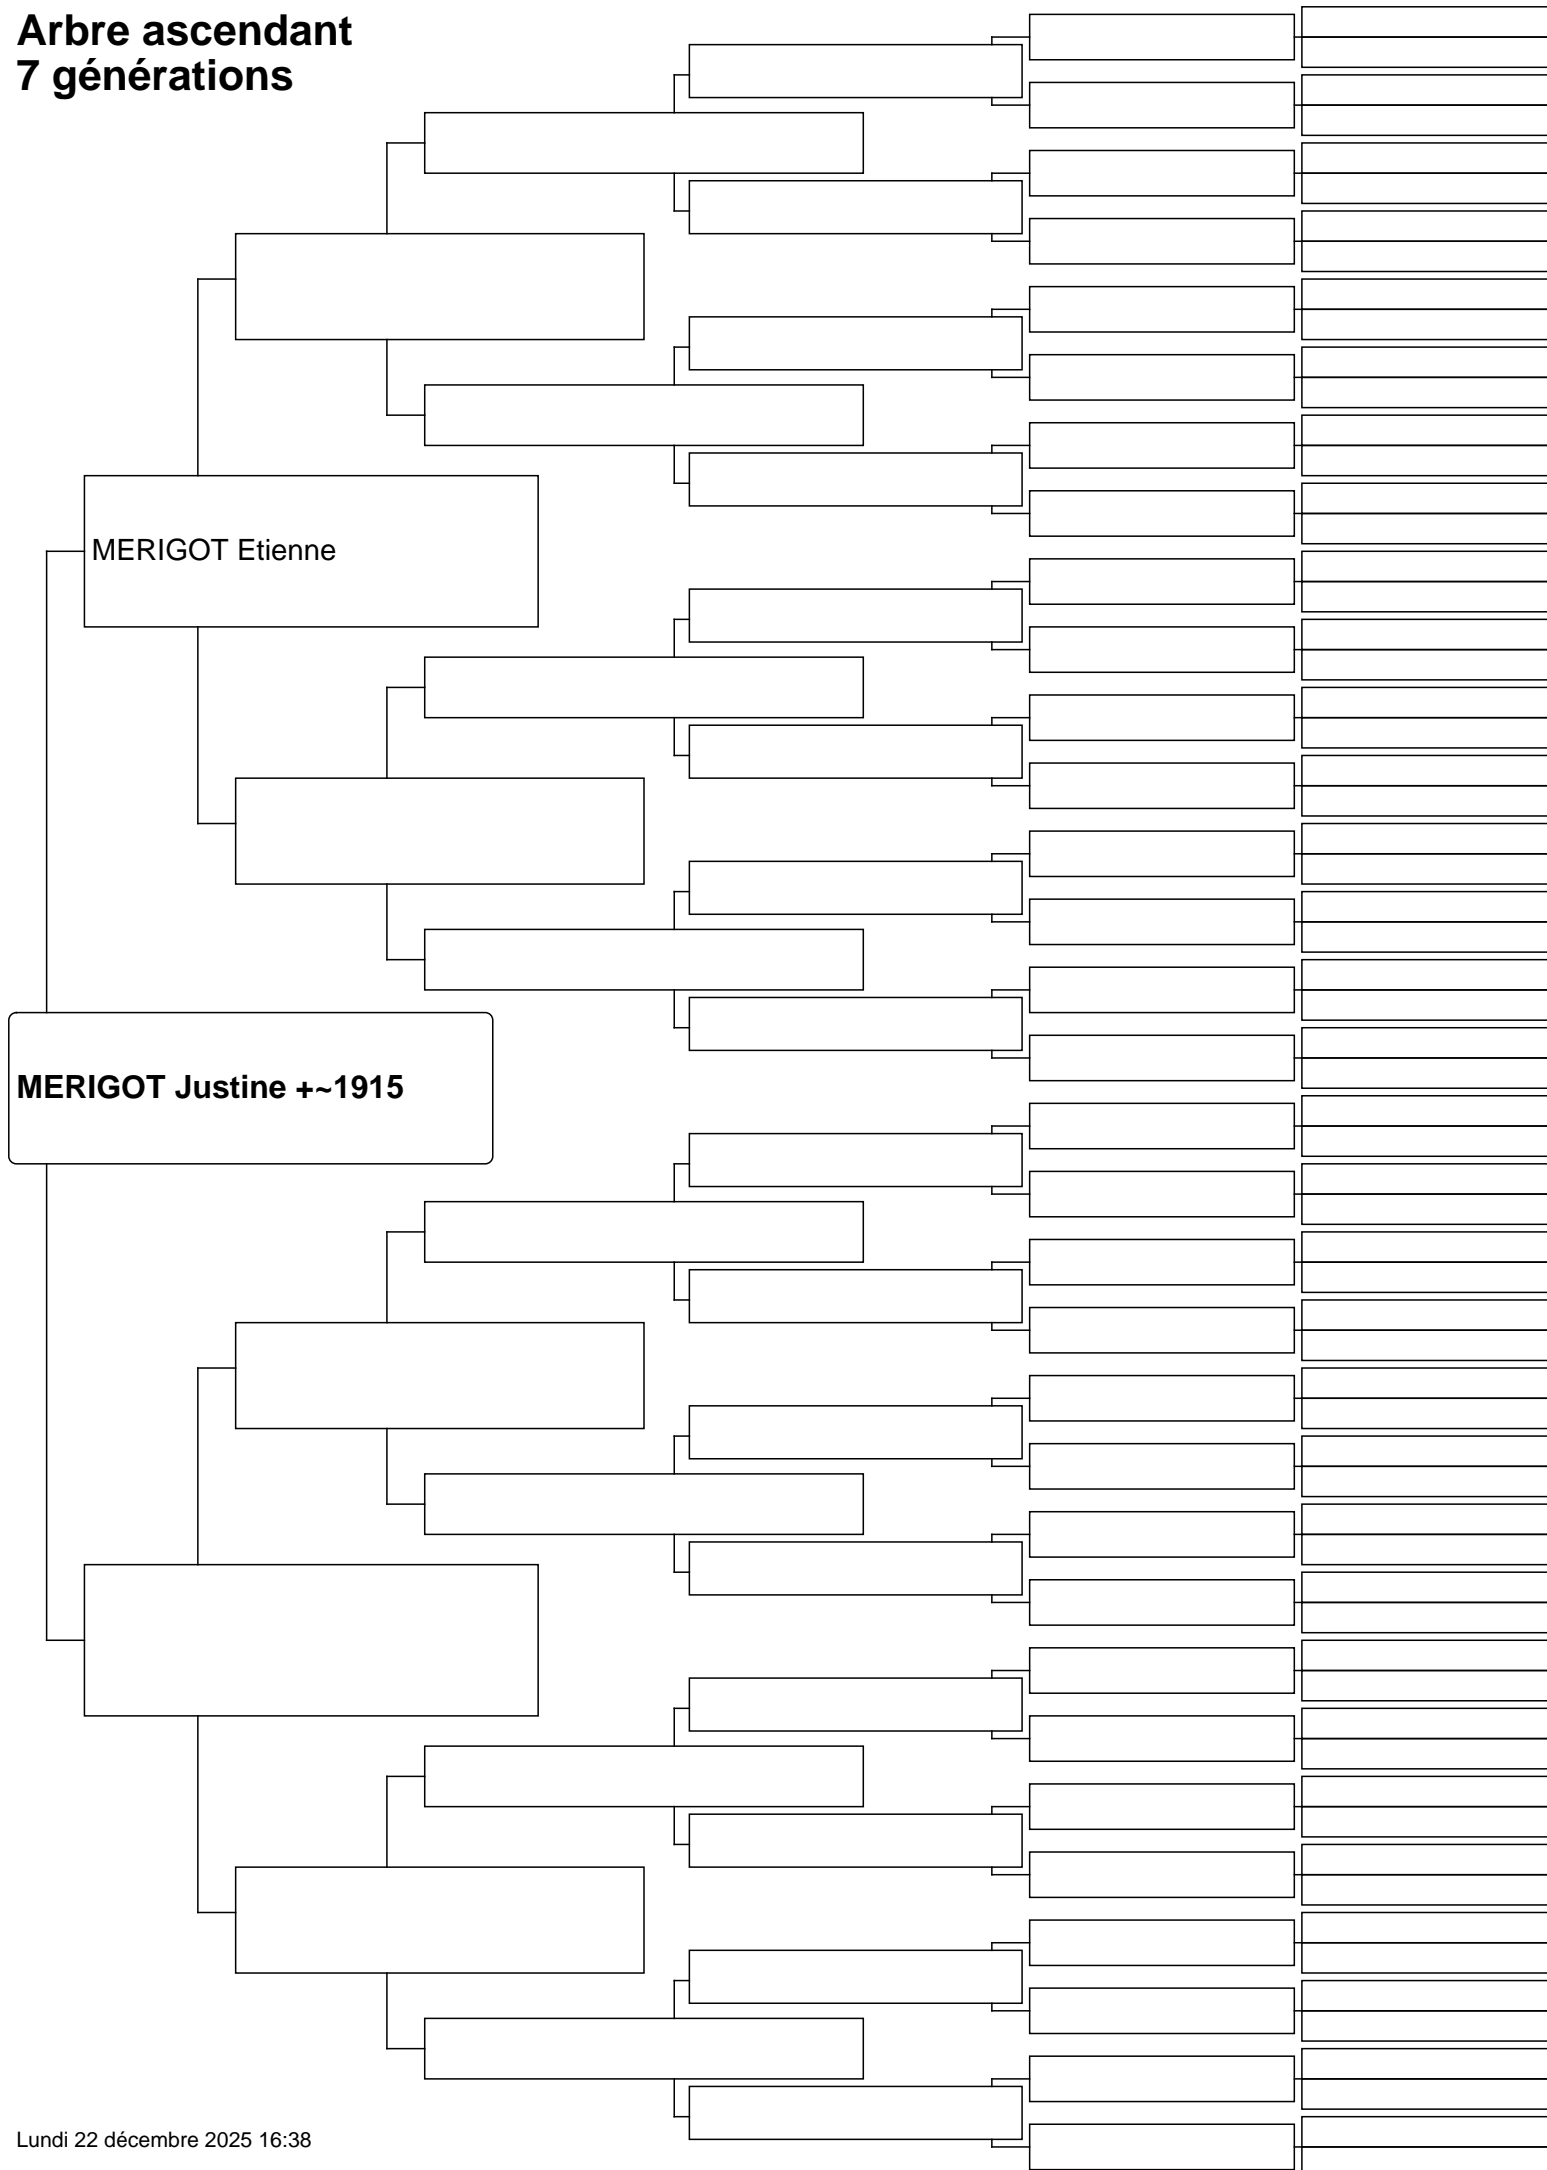 Arbre ascendant
7 générations
MERIGOT Etienne
MERIGOT Justine +~1915
Lundi 22 décembre 2025 16:38